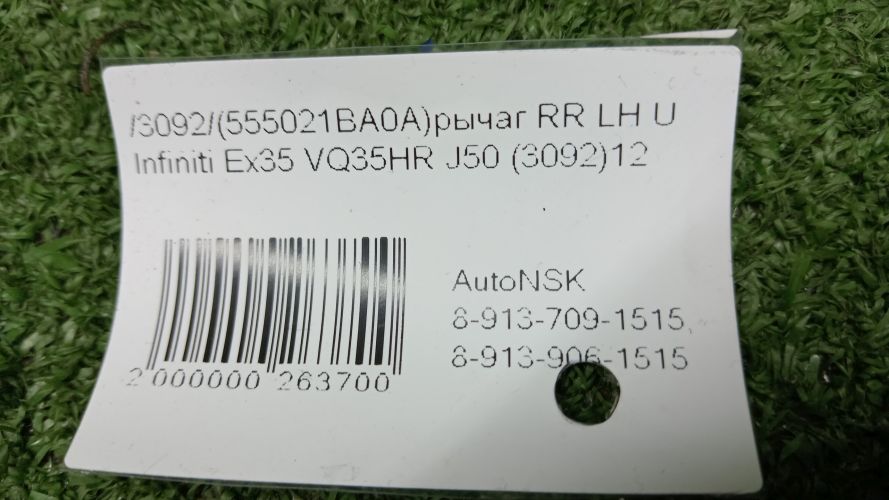 /3092/(555021BA0A)рычаг RR LH U
Infiniti Ex35 VQ35HR J50 (3092)12
AutoNSK
8-913-709-1515,
8-913-906-1515
2 000000 263700